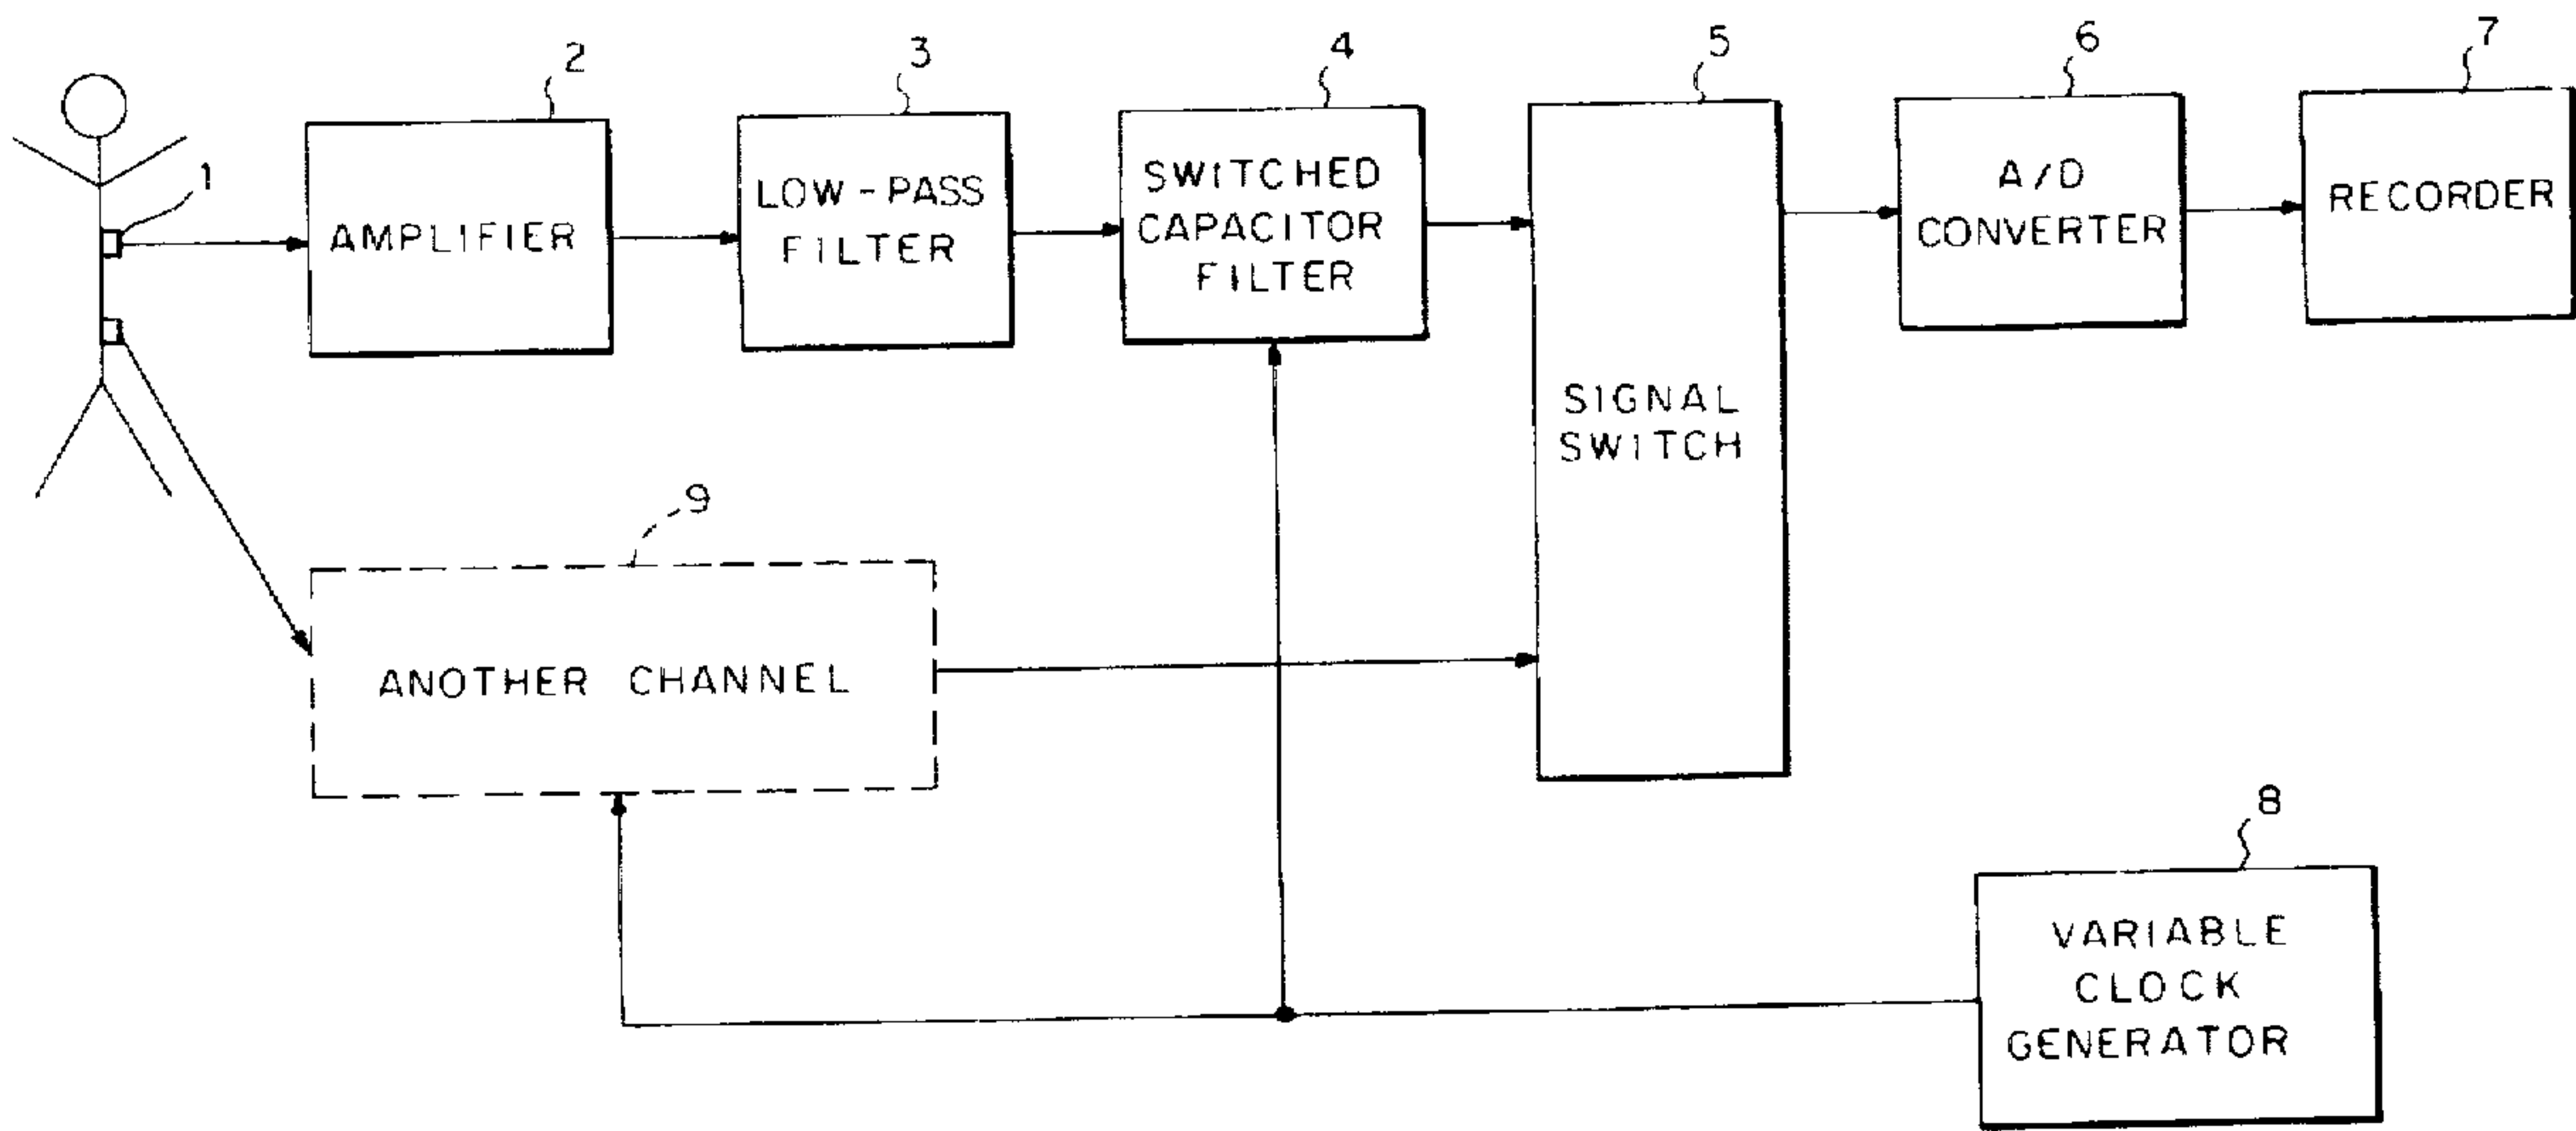 1
2
AMPLIFIER
3
LOW-PASS
FILTER
4
SWITCHED
CAPACITOR
FILTER
5
SIGNAL
SWITCH
6
A/D
CONVERTER
7
RECORDER
9
ANOTHER CHANNEL
8
VARIABLE
CLOCK
GENERATOR